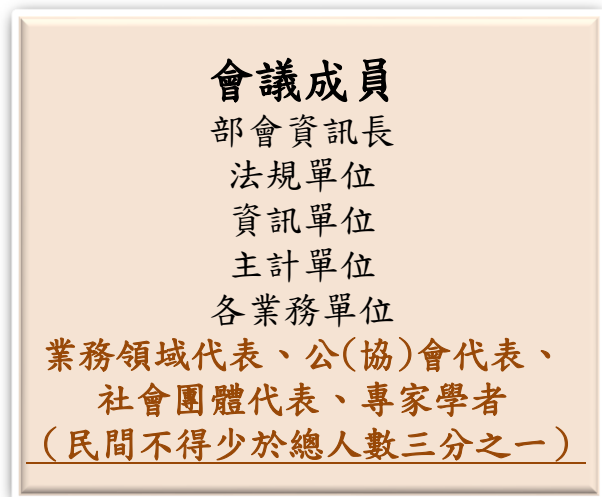 會議成員
部會資訊長
法規單位
資訊單位
主計單位
各業務單位
業務領域代表、公(協)會代表、
社會團體代表、專家學者
（民間不得少於總人數三分之一）